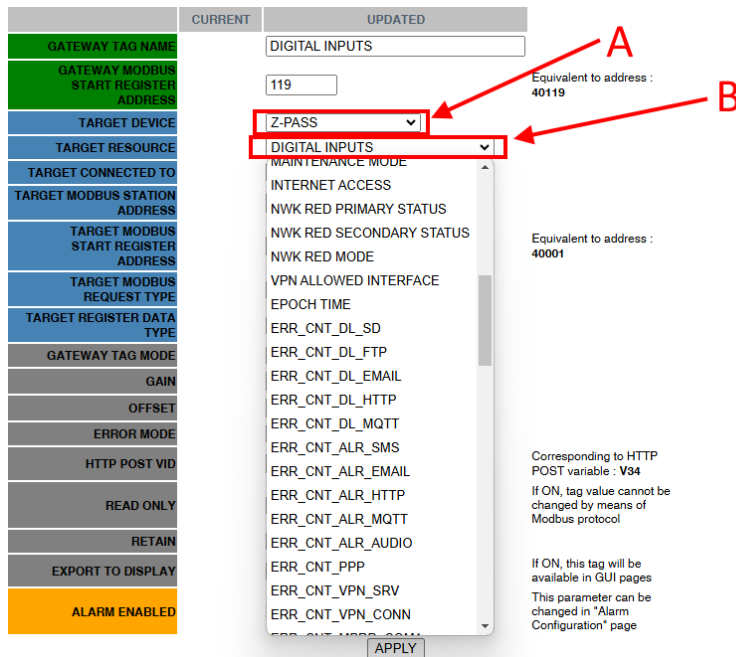 CURRENT UPDATED
GATEWAY TAG NAME DIGITAL INPUTS
A
GATEWAY MODBUS
START REGISTER
ADDRESS
119
Equivalent to address :
40119
B
TARGET DEVICE Z-PASS
TARGET RESOURCE DIGITAL INPUTS
MAINTENANCE MODE
TARGET CONNECTED TO
INTERNET ACCESS
TARGET MODBUS STATION
ADDRESS
NWK RED PRIMARY STATUS
TARGET MODBUS
START REGISTER
ADDRESS
NWK RED SECONDARY STATUS
NWK RED MODE
Equivalent to address :
40001
TARGET MODBUS
REQUEST TYPE
VPN ALLOWED INTERFACE
EPOCH TIME
TARGET REGISTER DATA
TYPE
ERR_CNT_DL_SD
GATEWAY TAG MODE
ERR_CNT_DL_FTP
GAIN
ERR_CNT_DL_EMAIL
OFFSET
ERR_CNT_DL_HTTP
ERR_CNT_DL_MQTT
ERROR MODE
ERR_CNT_ALR_SMS
HTTP POST VID
ERR_CNT_ALR_EMAIL
Corresponding to HTTP
POST variable : V34
READ ONLY
ERR_CNT_ALR_HTTP
ERR_CNT_ALR_MQTT
If ON, tag value cannot be
changed by means of
Modbus protocol
RETAIN
ERR_CNT_ALR_AUDIO
EXPORT TO DISPLAY
ERR_CNT_PPP
If ON, this tag will be
available in GUI pages
ALARM ENABLED
ERR_CNT_VPN_SRV
ERR_CNT_VPN_CONN
This parameter can be
changed in "Alarm
Configuration" page
APPLY